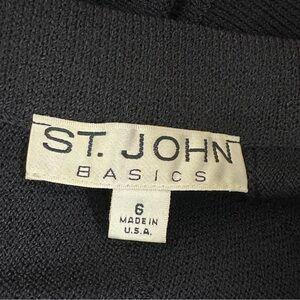 ST. JOHN
BASICS
6
MADE IN
U.S.A.